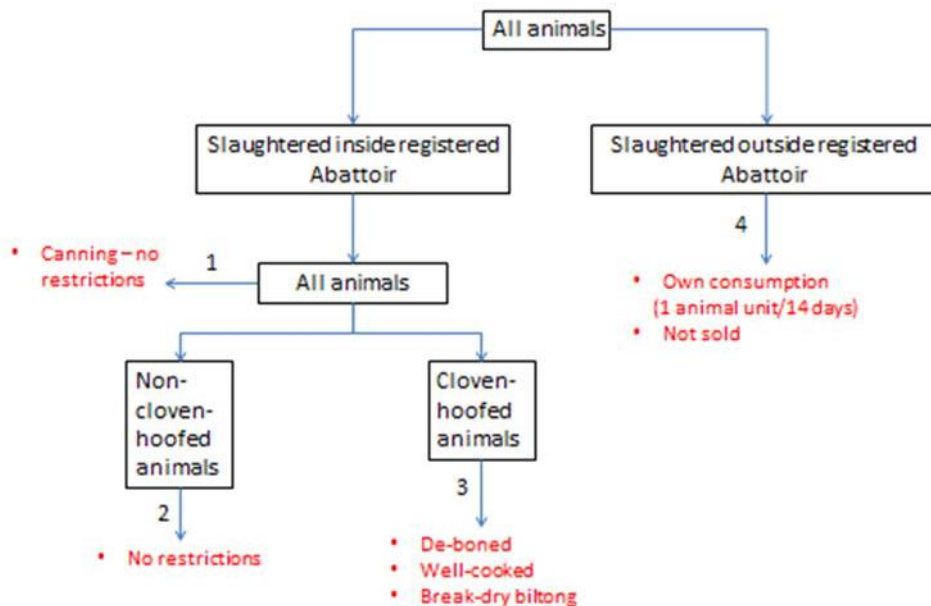 All animals
Slaughtered inside registered
Abattoir
Slaughtered outside registered
Abattoir
4
• Own consumption
(1 animal unit/14 days)
• Not sold
• Canning – no
restrictions
1
All animals
Non-
cloven-
hoofed
animals
Cloven-
hoofed
animals
2
• No restrictions
3
• De-boned
• Well-cooked
• Break-dry biltong